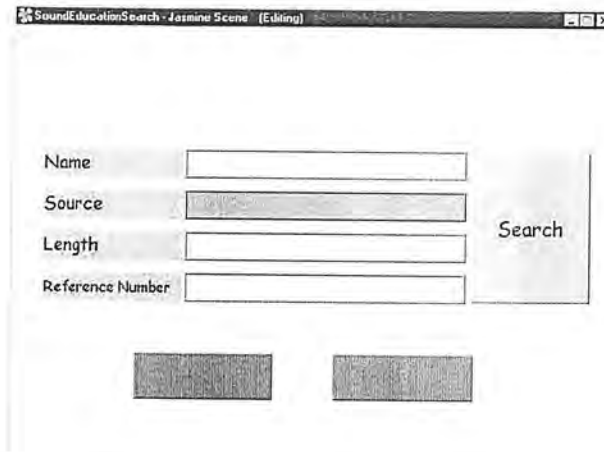 SoundEducationSearch - Jasmine Scene (Editing)
Name
Source
Length
Reference Number
Search